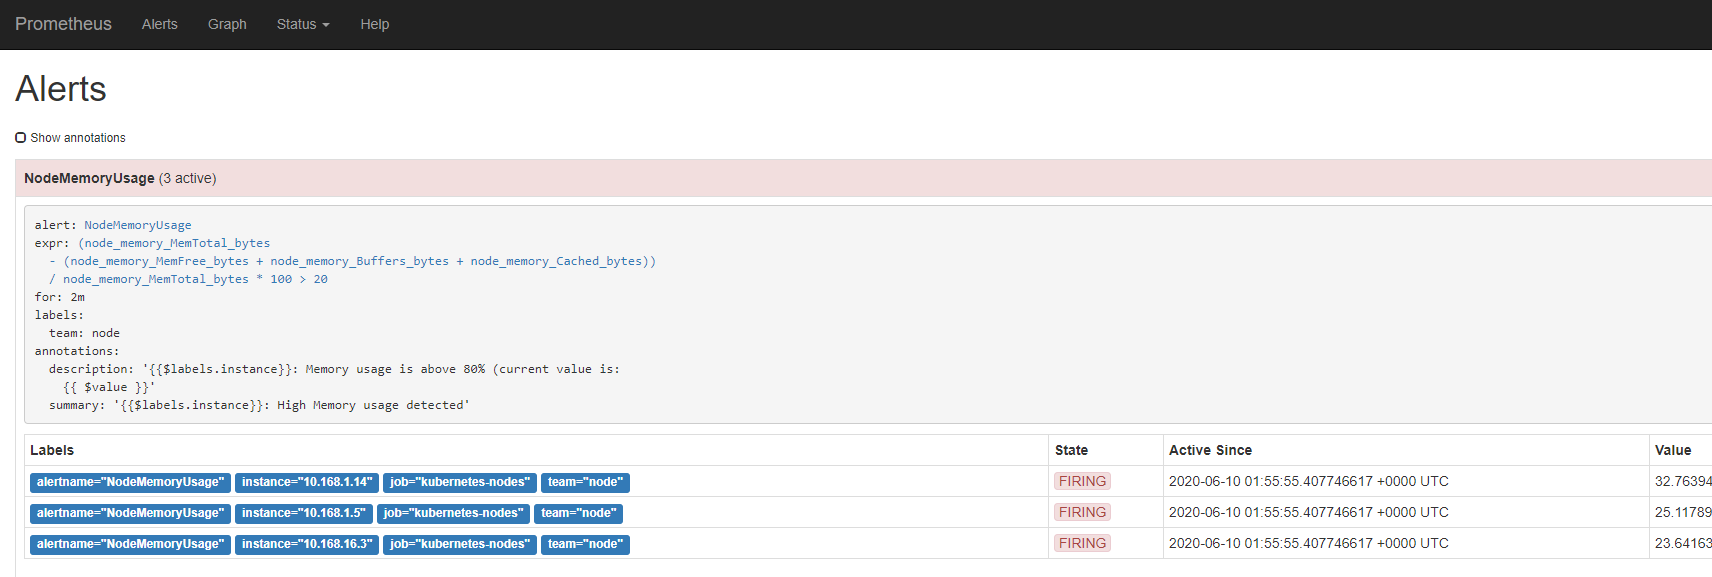 Prometheus Alerts Graph Status Help
Alerts
Show annotations
NodeMemoryUsage (3 active)
alert: NodeMemoryUsage
expr: (node_memory_MemTotal_bytes
- (node_memory_MemFree_bytes + node_memory_Buffers_bytes + node_memory_Cached_bytes))
/ node_memory_MemTotal_bytes * 100 > 20
for: 2m
labels:
team: node
annotations:
description: '{{$labels.instance}}: Memory usage is above 80% (current value is:
{{ $value }}'
summary: '{{$labels.instance}}: High Memory usage detected'
Labels State Active Since Value
alertname="NodeMemoryUsage" instance="10.168.1.14" job="kubernetes-nodes" team="node" FIRING 2020-06-10 01:55:55.407746617 +0000 UTC 32.76394
alertname="NodeMemoryUsage" instance="10.168.1.5" job="kubernetes-nodes" team="node" FIRING 2020-06-10 01:55:55.407746617 +0000 UTC 25.11789
alertname="NodeMemoryUsage" instance="10.168.16.3" job="kubernetes-nodes" team="node" FIRING 2020-06-10 01:55:55.407746617 +0000 UTC 23.64163